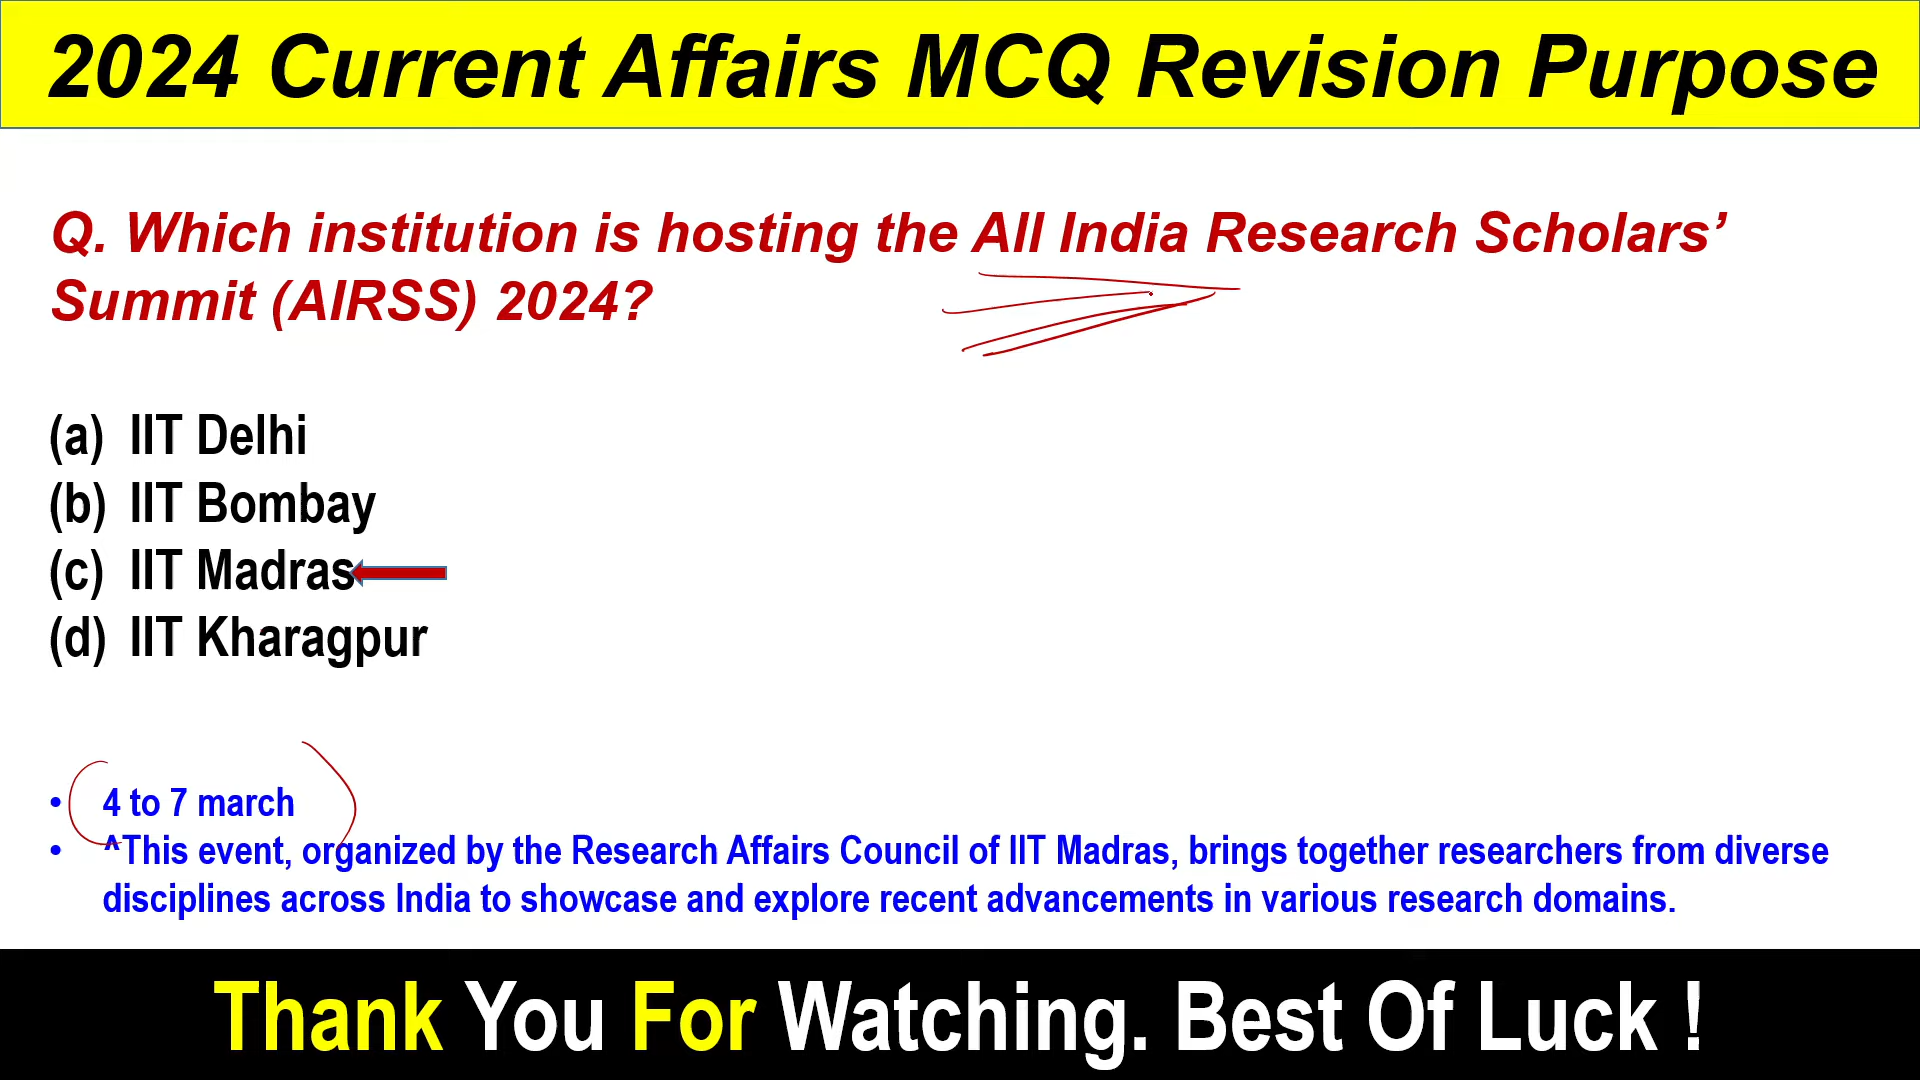 2024 Current Affairs MCQ Revision Purpose
Q. Which institution is hosting the All India Research Scholars’
Summit (AIRSS) 2024?
(a) IIT Delhi
(b) IIT Bombay
(c) IIT Madras
(d) IIT Kharagpur
• 4 to 7 march
• ^This event, organized by the Research Affairs Council of IIT Madras, brings together researchers from diverse
disciplines across India to showcase and explore recent advancements in various research domains.
Thank You For Watching. Best Of Luck !